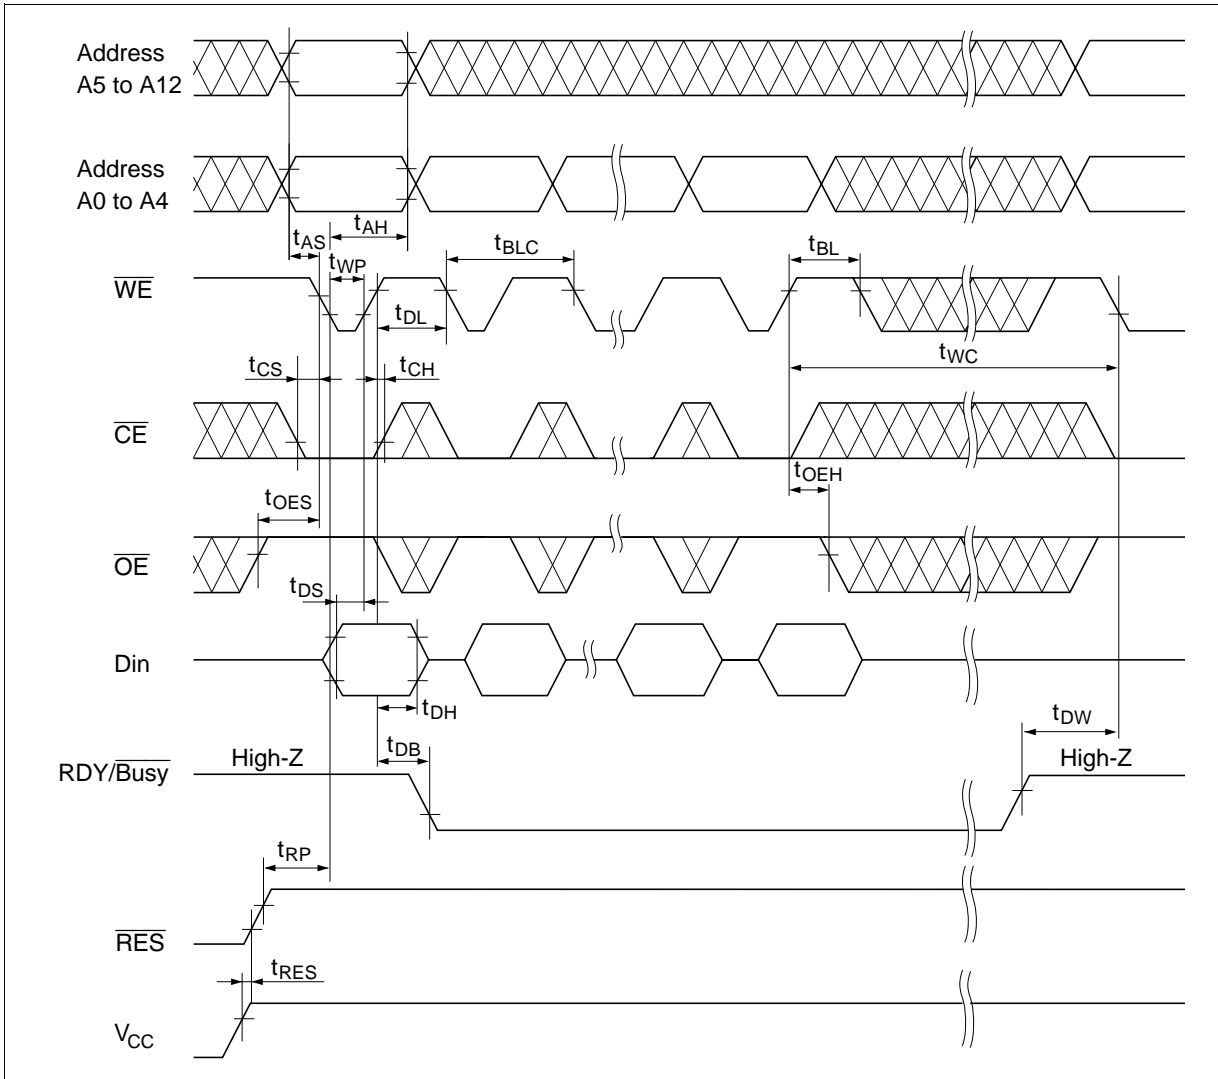 Address
A5 to A12
Address
A0 to A4
tAH
tAS
tBLC
tBL
tWP
WE
tDL
tWC
tCS
tCH
CE
tOEH
tOES
OE
tDS
Din
tDH
tDW
tDB
RDY/Busy
High-Z
High-Z
tRP
RES
tRES
VCC